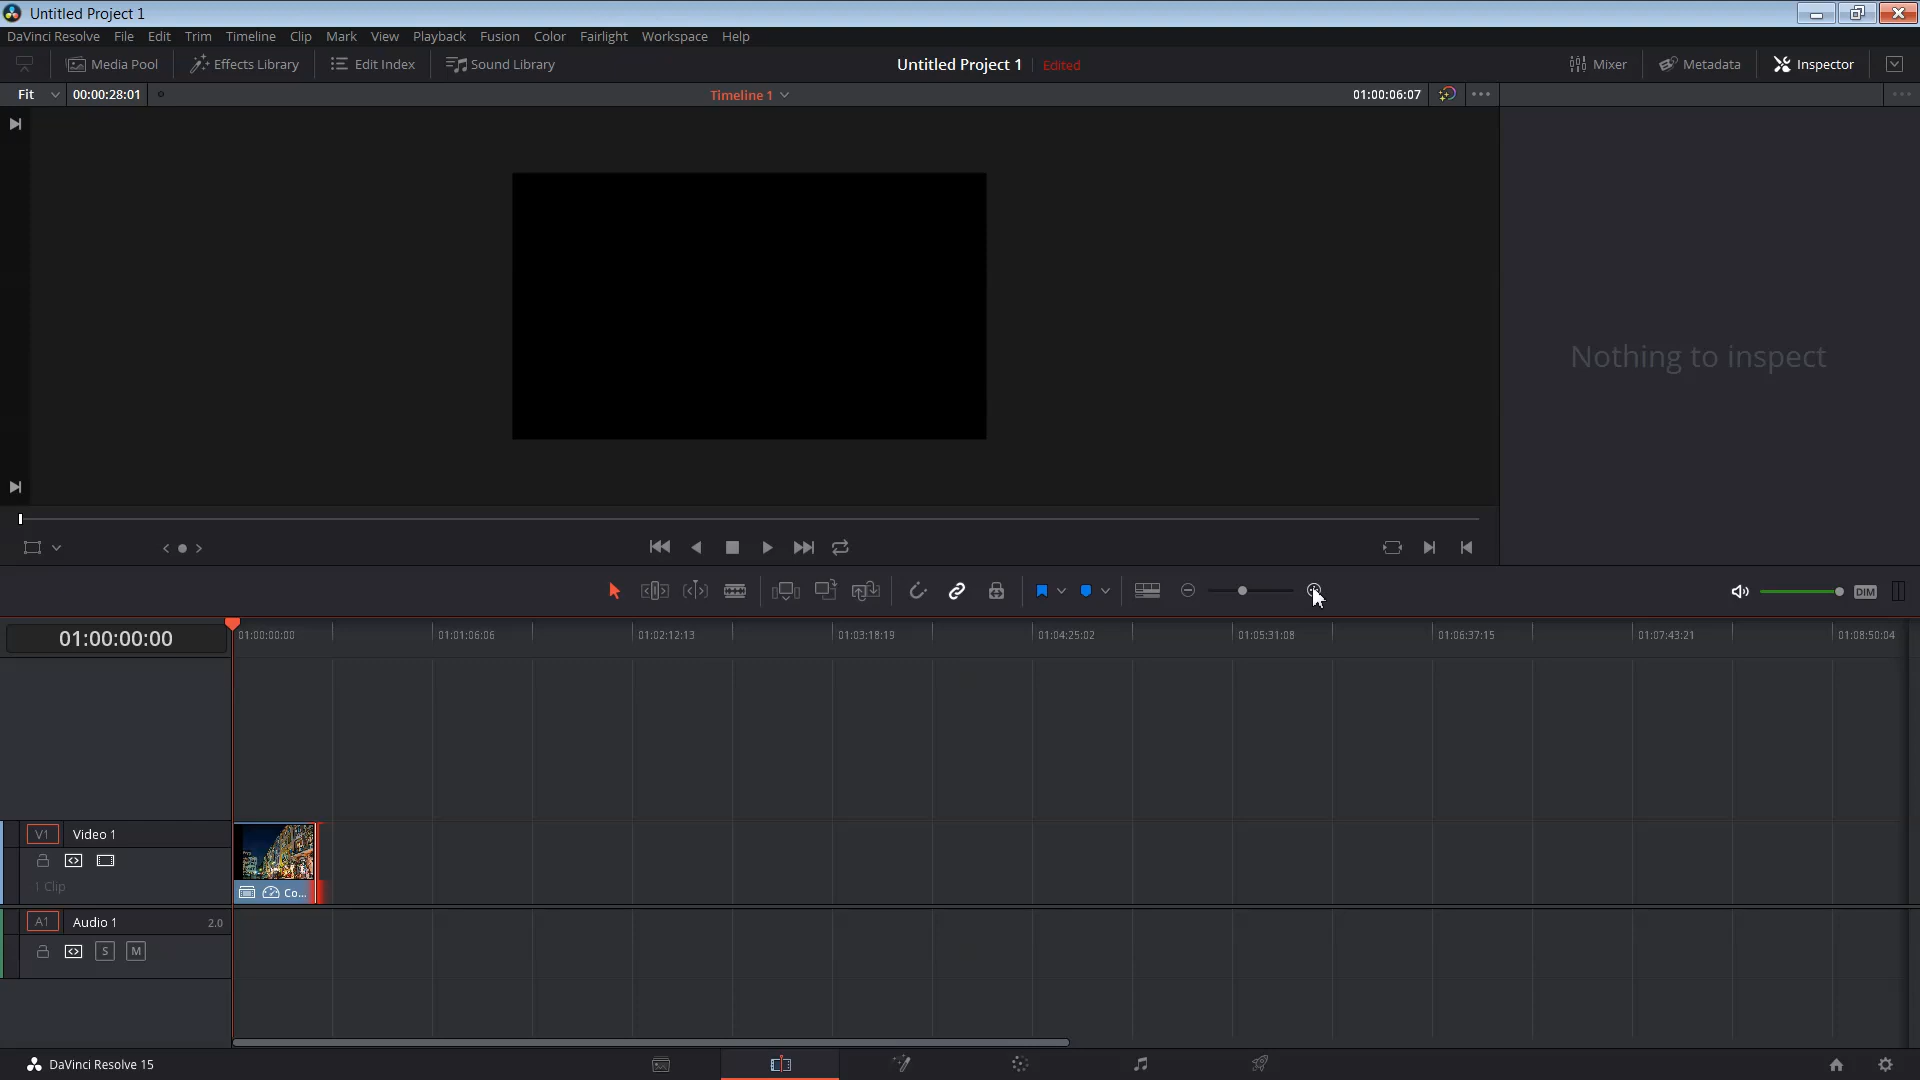 Untitled Project 1
DaVinci Resolve File Edit Trim Timeline Clip Mark View Playback Fusion Color Fairlight Workspace Help
Media Pool Effects Library Edit Index Sound Library Untitled Project 1 Edited Mixer Metadata Inspector
Fit 00:00:28:01 Timeline 1 01:00:06:07
Nothing to inspect
DIM
01:00:00:00 01:00:00:00 01:01:06:06 01:02:12:13 01:03:18:19 01:04:25:02 01:05:31:08 01:06:37:15 01:07:43:21 01:08:50:04
V1 Video 1
1 Clip
Co...
A1 Audio 1 2.0
S M
DaVinci Resolve 15